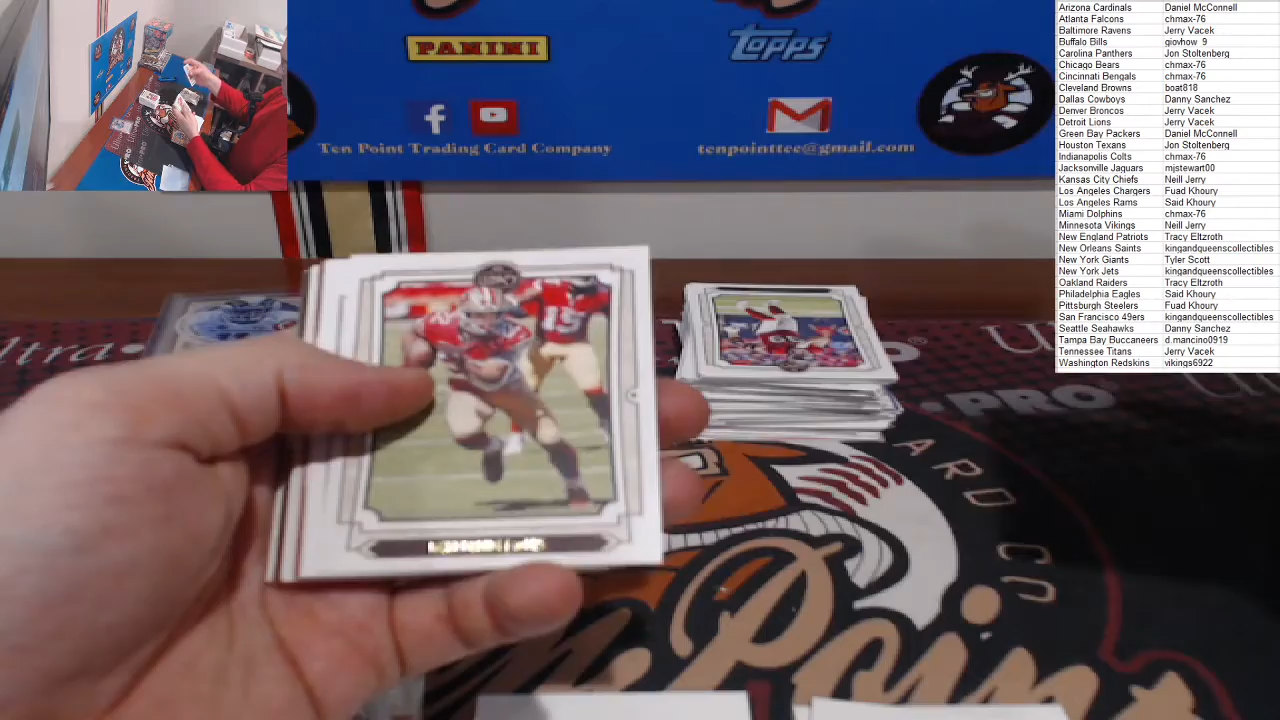 PANINI
Topps
Ten Point Trading Card Company
tenpointtcc@gmail.com
Arizona Cardinals Daniel McConnell
Atlanta Falcons chmax-76
Baltimore Ravens Jerry Vacek
Buffalo Bills giovhow_9
Carolina Panthers Jon Stoltenberg
Chicago Bears chmax-76
Cincinnati Bengals chmax-76
Cleveland Browns boat818
Dallas Cowboys Danny Sanchez
Denver Broncos Jerry Vacek
Detroit Lions Jerry Vacek
Green Bay Packers Daniel McConnell
Houston Texans Jon Stoltenberg
Indianapolis Colts chmax-76
Jacksonville Jaguars mjstewart00
Kansas City Chiefs Neill Jerry
Los Angeles Chargers Fuad Khoury
Los Angeles Rams Said Khoury
Miami Dolphins chmax-76
Minnesota Vikings Neill Jerry
New England Patriots Tracy Eltzroth
New Orleans Saints kingandqueenscollectibles
New York Giants Tyler Scott
New York Jets kingandqueenscollectibles
Oakland Raiders Tracy Eltzroth
Philadelphia Eagles Said Khoury
Pittsburgh Steelers Fuad Khoury
San Francisco 49ers kingandqueenscollectibles
Seattle Seahawks Danny Sanchez
Tampa Bay Buccaneers d.mancino0919
Tennessee Titans Jerry Vacek
Washington Redskins vikings6922
22
15
Ultra
PRO
ARD CO
Point